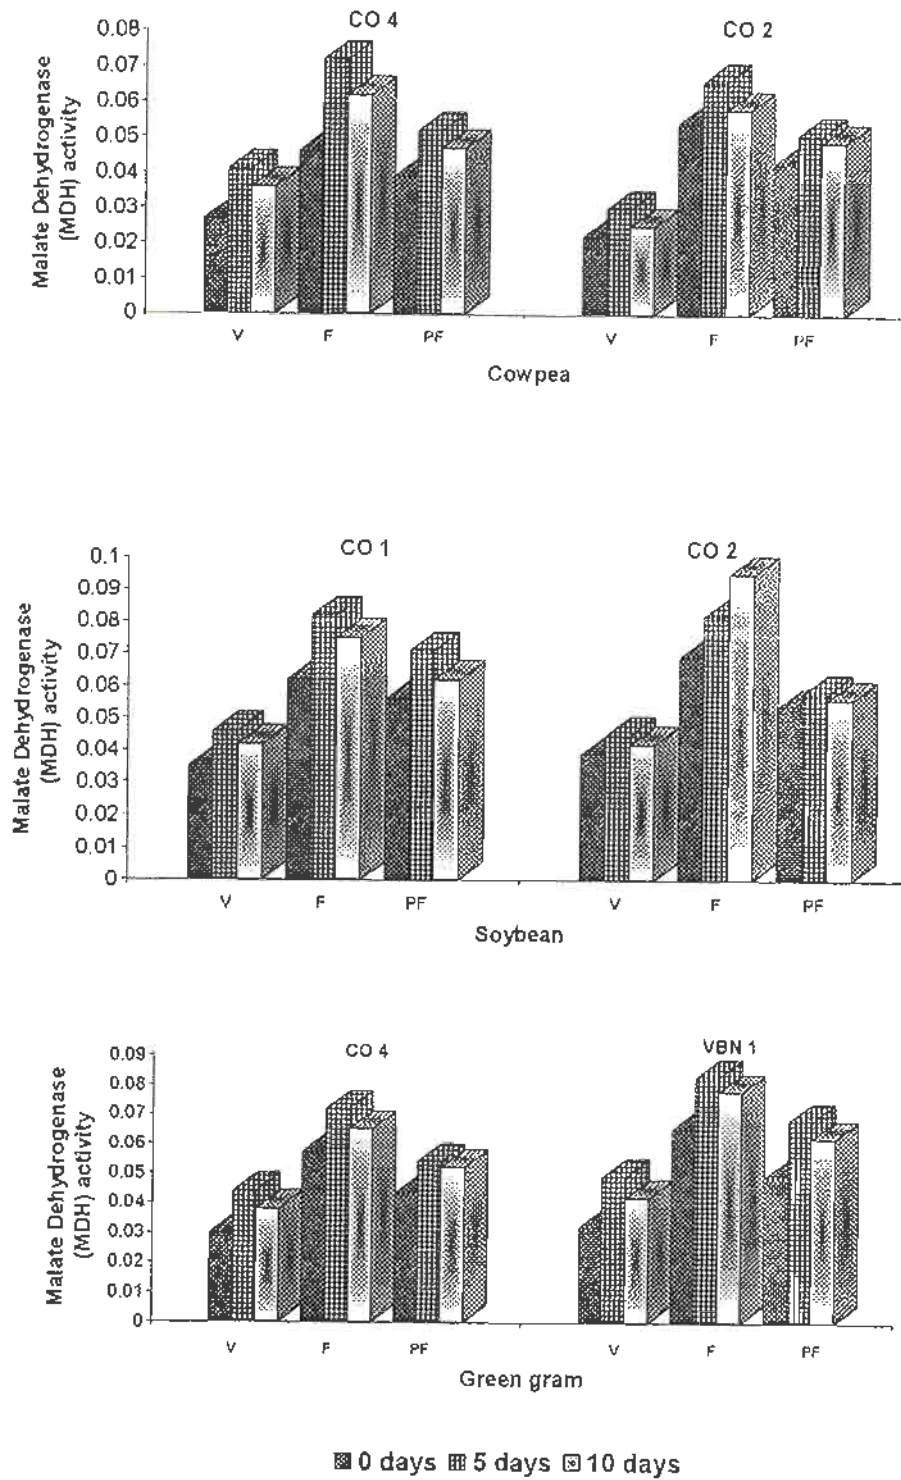 CO 4
CO 2
0.08
0.07
0.06
0.05
0.04
0.03
0.02
0.01
0
Malate Dehydrogenase
(MDH) activity
V F PF V F PF
Cowpea
CO 1
CO 2
0.1
0.09
0.08
0.07
0.06
0.05
0.04
0.03
0.02
0.01
0
Malate Dehydrogenase
(MDH) activity
V F PF V F PF
Soybean
CO 4
VBN 1
0.09
0.08
0.07
0.06
0.05
0.04
0.03
0.02
0.01
0
Malate Dehydrogenase
(MDH) activity
V F PF V F PF
Green gram
0 days 5 days 10 days